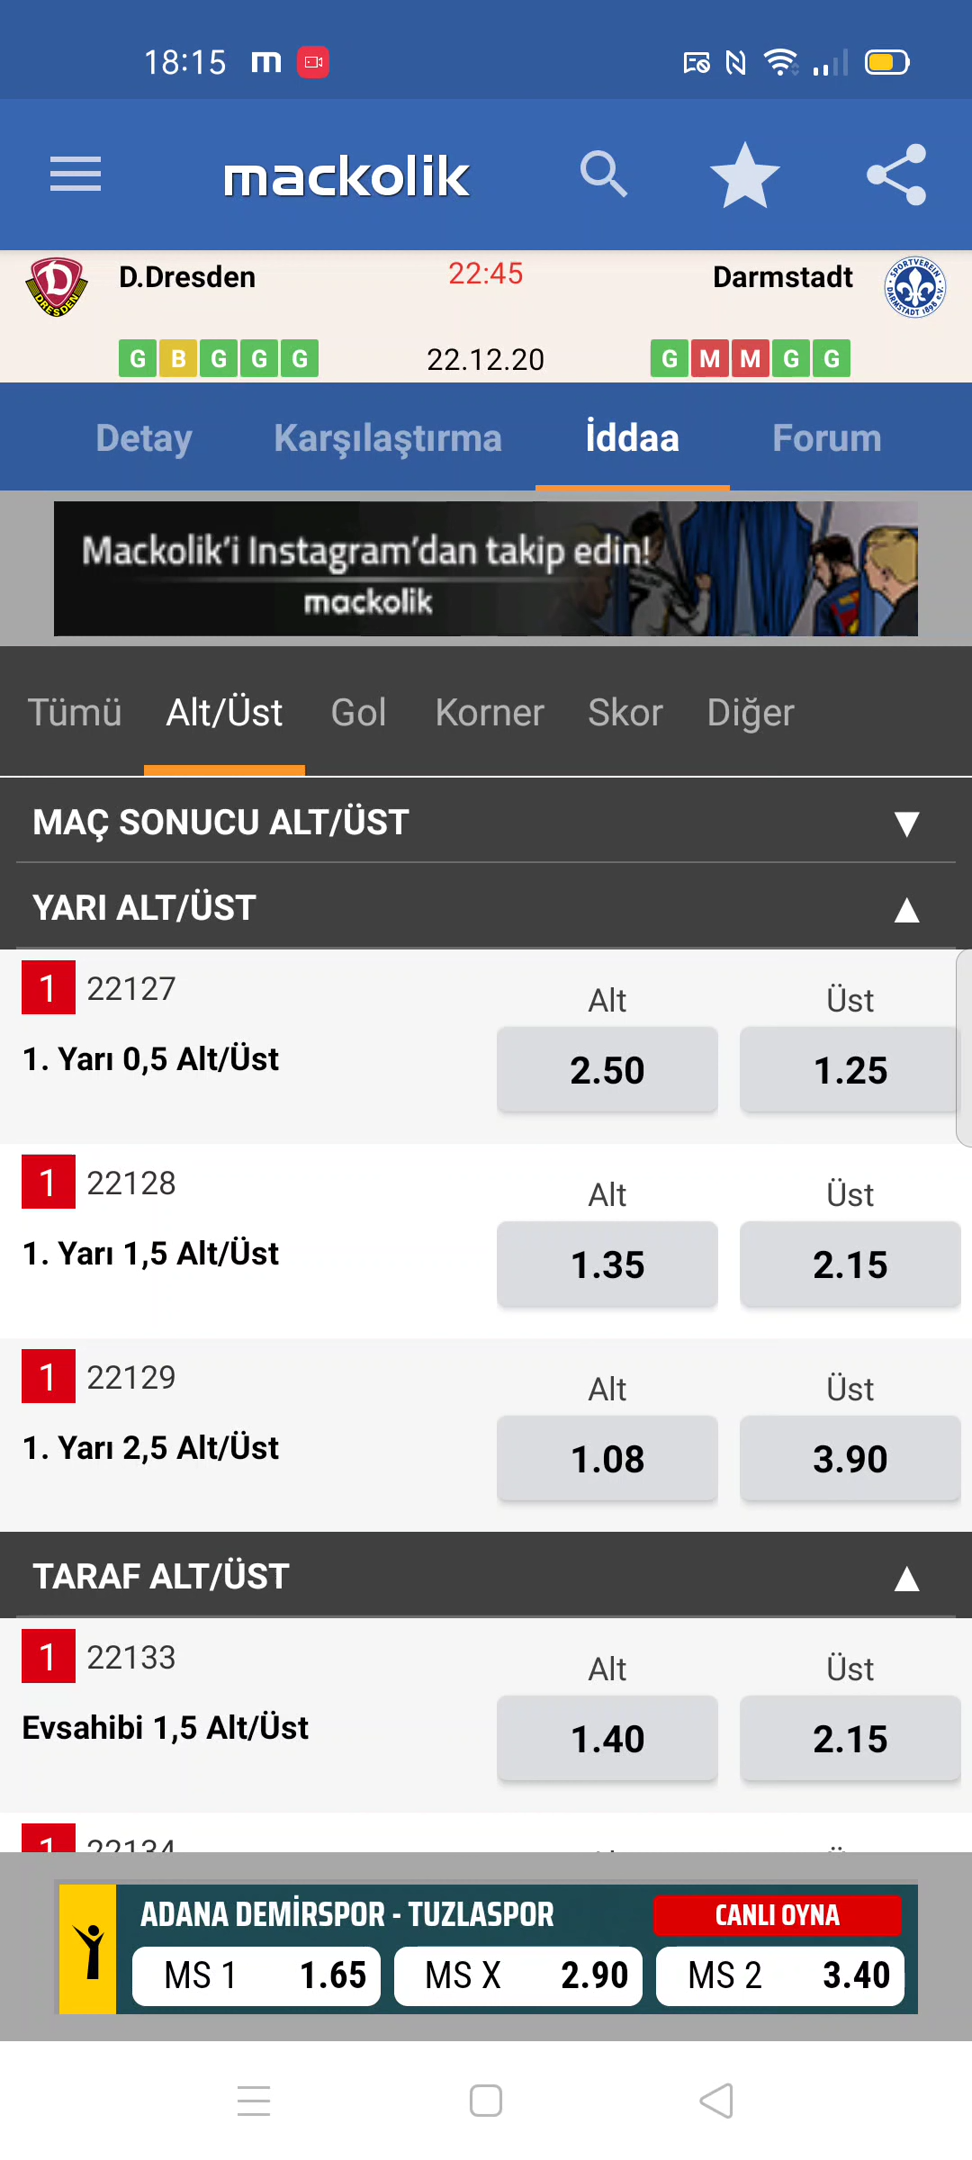 18:15 m
mackolik
D.Dresden 22:45 Darmstadt
G B G G G 22.12.20 G M M G G
Detay Karşılaştırma İddaa Forum
Mackolik'i Instagram'dan takip edin!
mackolik
Tümü Alt/Üst Gol Korner Skor Diğer
MAÇ SONUCU ALT/ÜST ▼
YARI ALT/ÜST ▲
1 22127 Alt Üst
1. Yarı 0,5 Alt/Üst 2.50 1.25
1 22128 Alt Üst
1. Yarı 1,5 Alt/Üst 1.35 2.15
1 22129 Alt Üst
1. Yarı 2,5 Alt/Üst 1.08 3.90
TARAF ALT/ÜST ▲
1 22133 Alt Üst
Evsahibi 1,5 Alt/Üst 1.40 2.15
1 22134
ADANA DEMİRSPOR - TUZLASPOR CANLI OYNA
MS 1 1.65 MS X 2.90 MS 2 3.40